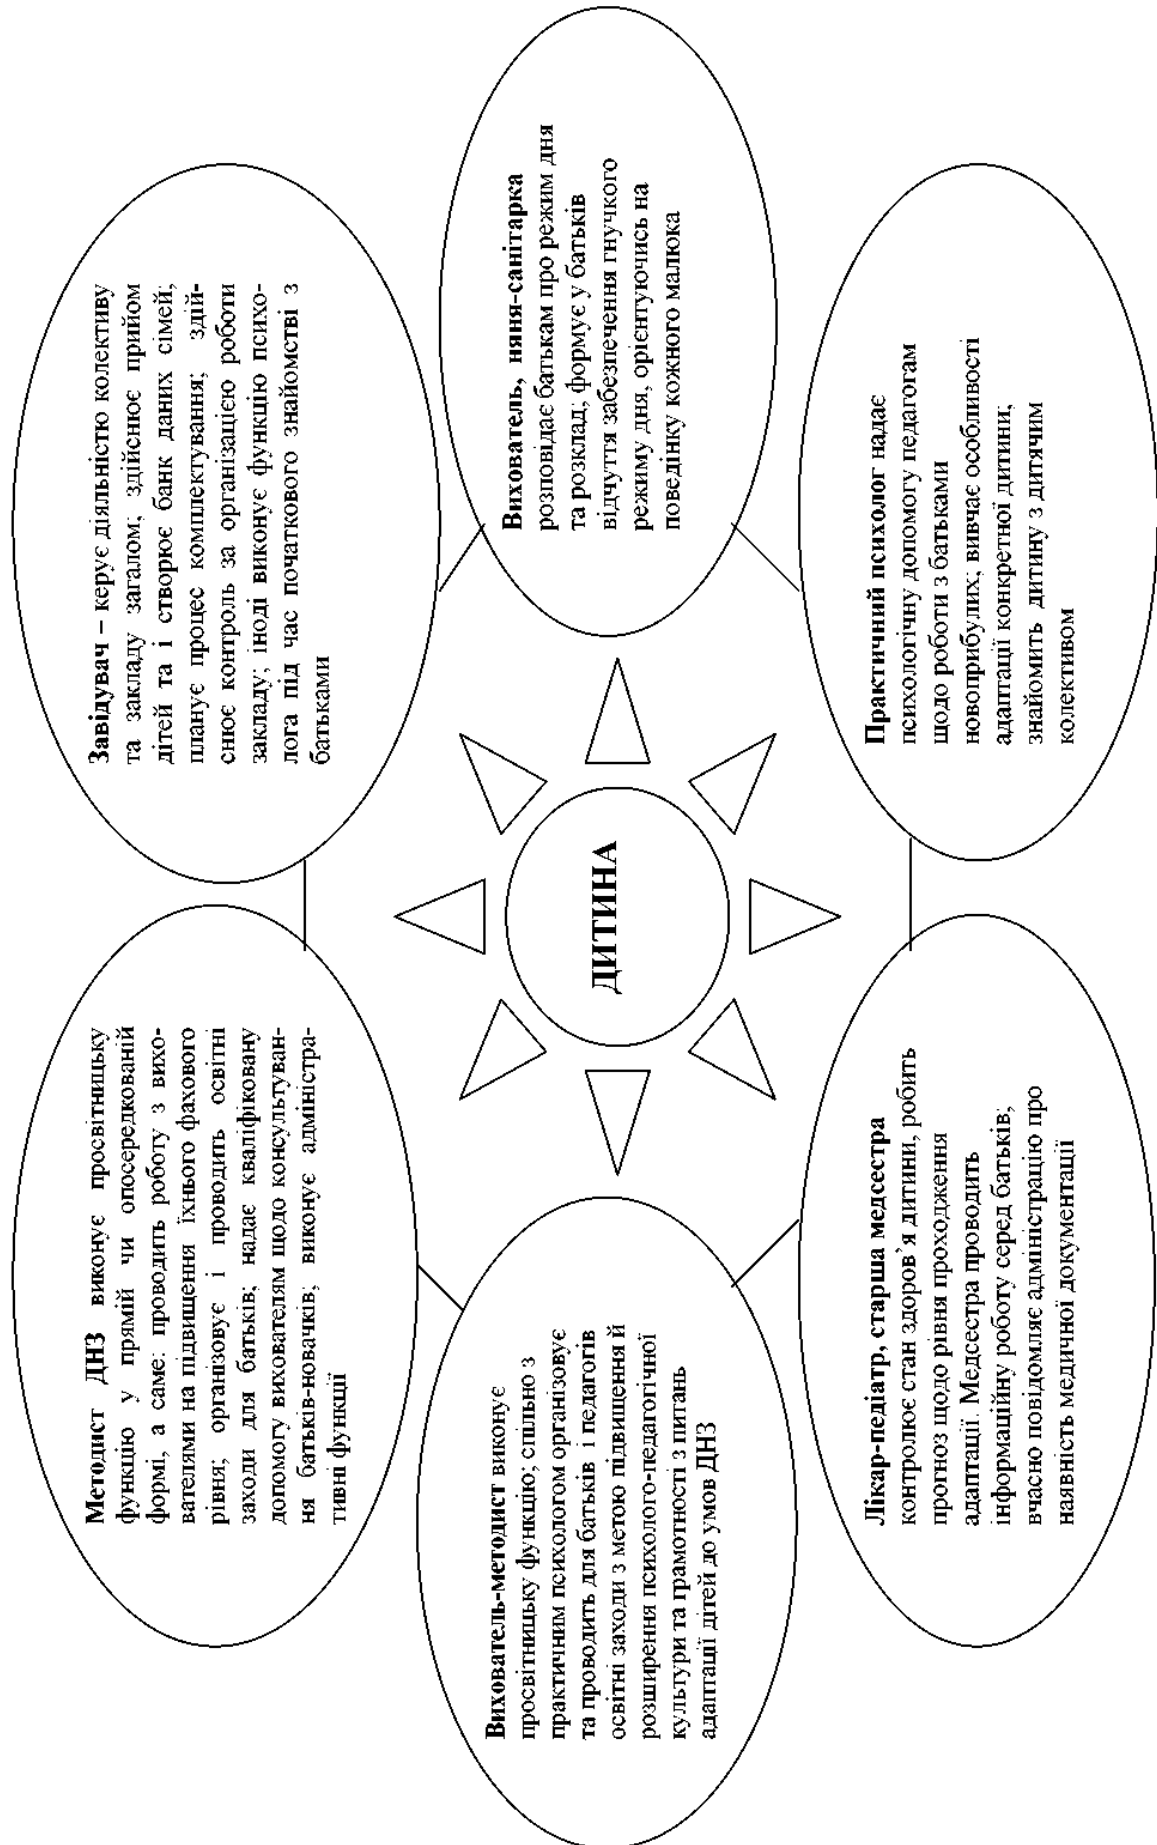 Методист ДНЗ виконує просвітницьку
функцію у прямій чи опосередкованій
формі, а саме: проводить роботу з вихо-
вателями на підвищення їхнього фахового
рівня; організовує і проводить освітні
заходи для батьків; надає кваліфіковану
допомогу вихователям щодо консультуван-
ня батьків-новачків; виконує адміністра-
тивні функції
Завідувач – керує діяльністю колективу
та закладу загалом; здійснює прийом
дітей та і створює банк даних сімей;
планує процес комплектування; здій-
снює контроль за організацією роботи
закладу; іноді виконує функцію психо-
лога під час початкового знайомстві з
батьками
Вихователь-методист виконує
просвітницьку функцію; спільно з
практичним психологом організовує
та проводить для батьків і педагогів
освітні заходи з метою підвищення й
розширення психолого-педагогічної
культури та грамотності з питань
адаптації дітей до умов ДНЗ
ДИТИНА
Вихователь, няня-санітарка
розповідає батькам про режим дня
та розклад; формує у батьків
відчуття забезпечення гнучкого
режиму дня, орієнтуючись на
поведінку кожного малюка
Лікар-педіатр, старша медсестра
контролює стан здоров`я дитини, робить
прогноз щодо рівня проходження
адаптації. Медсестра проводить
інформаційну роботу серед батьків;
вчасно повідомляє адміністрацію про
наявність медичної документації
Практичний психолог надає
психологічну допомогу педагогам
щодо роботи з батьками
новоприбулих; вивчає особливості
адаптації конкретної дитини;
знайомить дитину з дитячим
колективом